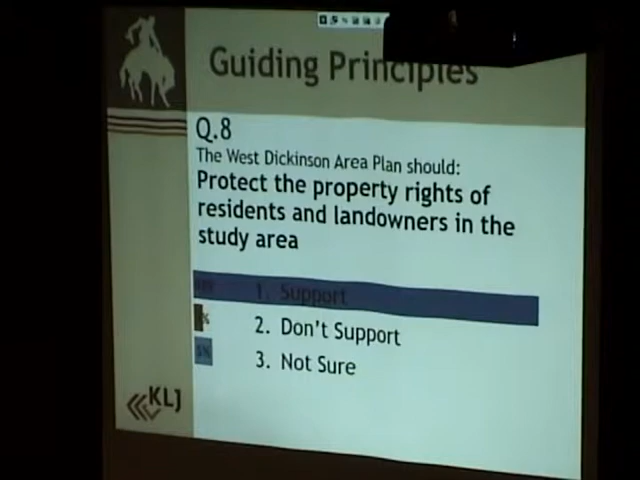 Guiding Principles
Q.8
The West Dickinson Area Plan should:
Protect the property rights of
residents and landowners in the
study area
1. Support
2. Don't Support
3. Not Sure
KLJ